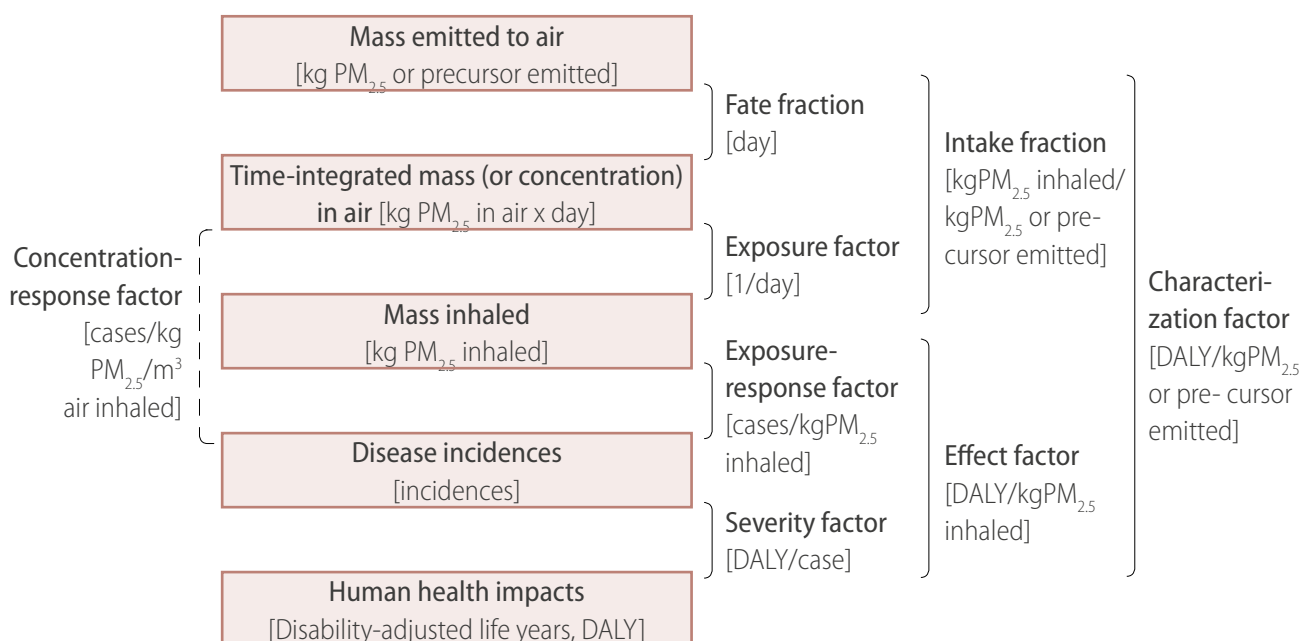 Mass emitted to air
[kg PM2.5 or precursor emitted]
Fate fraction
[day]
Intake fraction
[kgPM2.5 inhaled/
kgPM2.5 or pre-
cursor emitted]
Time-integrated mass (or concentration)
in air [kg PM2.5 in air x day]
Concentration-
response factor
[cases/kg
PM2.5/m³
air inhaled]
Exposure factor
[1/day]
Characteri-
zation factor
[DALY/kgPM2.5
or pre- cursor
emitted]
Mass inhaled
[kg PM2.5 inhaled]
Exposure-
response factor
[cases/kgPM2.5
inhaled]
Disease incidences
[incidences]
Effect factor
[DALY/kgPM2.5
inhaled]
Severity factor
[DALY/case]
Human health impacts
[Disability-adjusted life years, DALY]